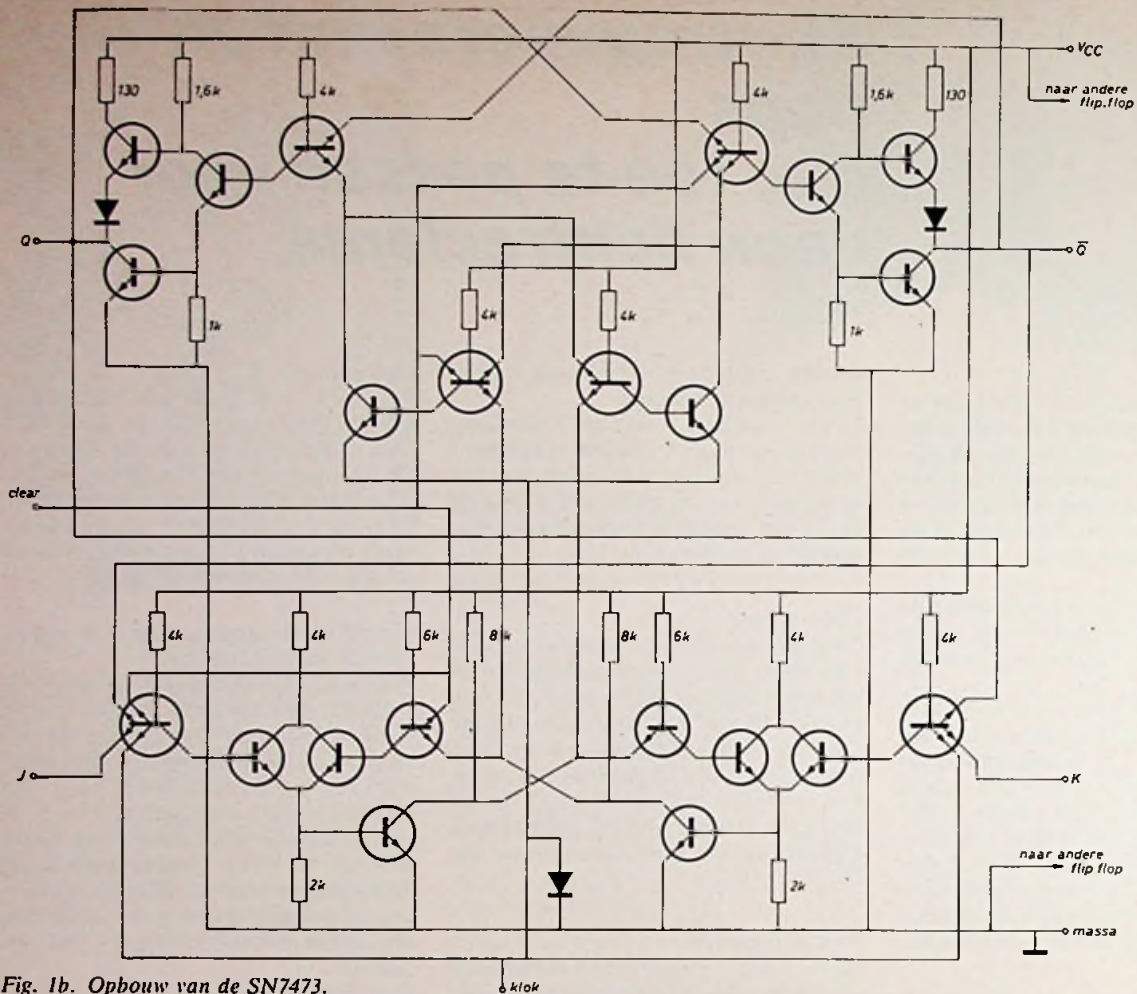 VCC
130
1,6k
4k
4k
1,6k
130
naar andere
flip.flop
Q
Q̅
1k
4k
4k
1k
clear
4k
4k
6k
8k
8k
6k
4k
4k
J
K
2k
2k
naar andere
flip flop
massa
klok
Fig. 1b. Opbouw van de SN7473.